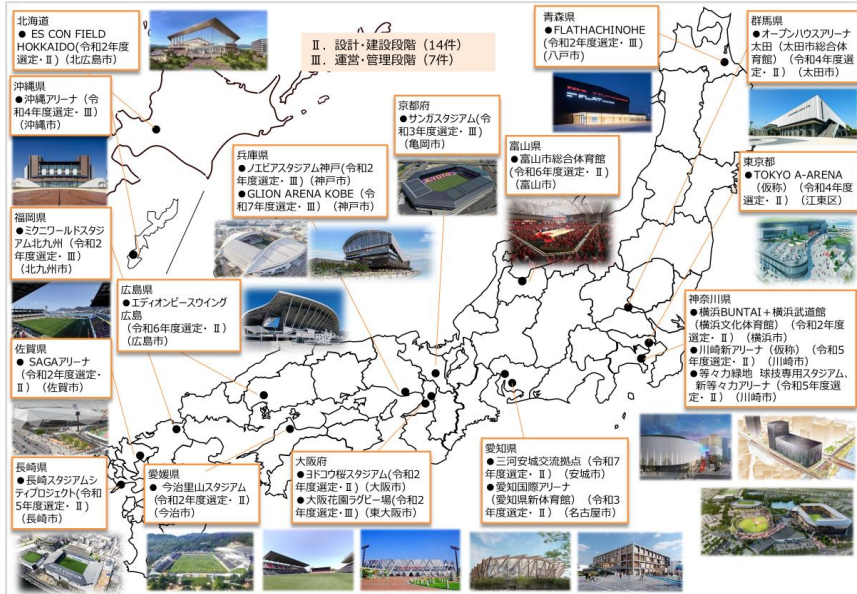 北海道
● ES CON FIELD
HOKKAIDO(令和2年度
選定・Ⅱ)(北広島市)
Ⅱ．設計・建設段階（14件）
Ⅲ．運営・管理段階（7件）
青森県
●FLATHACHINOHE
(令和2年度選定・Ⅲ)
(八戸市)
群馬県
●オープンハウスアリーナ
太田（太田市総合体
育館）（令和4年度選
定・Ⅱ）（太田市）
沖縄県
●沖縄アリーナ（令
和4年度選定・Ⅲ）
(沖縄市)
京都府
●サンガスタジアム(令
和3年度選定・Ⅲ)
(亀岡市)
兵庫県
●ノエビアスタジアム神戸(令和2
年度選定・Ⅲ)(神戸市)
●GLION ARENA KOBE（令
和7年度選定・Ⅲ）（神戸市）
富山県
●富山市総合体育館
(令和6年度選定・Ⅱ)
(富山市)
東京都
●TOKYO A-ARENA
（仮称）（令和4年度
選定・Ⅱ）(江東区)
福岡県
●ミクニワールドスタ
ジアム北九州（令和2
年度選定・Ⅲ）
(北九州市)
広島県
●エディオンピースウイング
広島
（令和6年度選定・Ⅱ）
(広島市)
神奈川県
●横浜BUNTAI＋横浜武道館
（横浜文化体育館）（令和2年
度選定・Ⅱ）（横浜市）
●川崎新アリーナ（仮称）（令和5
年度選定・Ⅱ）（川崎市）
●等々力緑地 球技専用スタジアム、
新等々力アリーナ（令和5年度選
定・Ⅱ）（川崎市）
佐賀県
● SAGAアリーナ
（令和2年度選定・
Ⅱ）（佐賀市）
長崎県
●長崎スタジアムシ
ティプロジェクト(令和
5年度選定・Ⅱ)
(長崎市)
愛媛県
● 今治里山スタジアム
（令和2年度選定・Ⅱ）
(今治市)
大阪府
●ヨドコウ桜スタジアム(令和2
年度選定・Ⅱ)(大阪市)
●大阪花園ラグビー場(令和2
年度選定・Ⅲ)(東大阪市)
愛知県
●三河安城交流拠点（令和7
年度選定・Ⅱ）（安城市）
●愛知国際アリーナ
（愛知県新体育館）（令和3
年度選定・Ⅱ）（名古屋市）